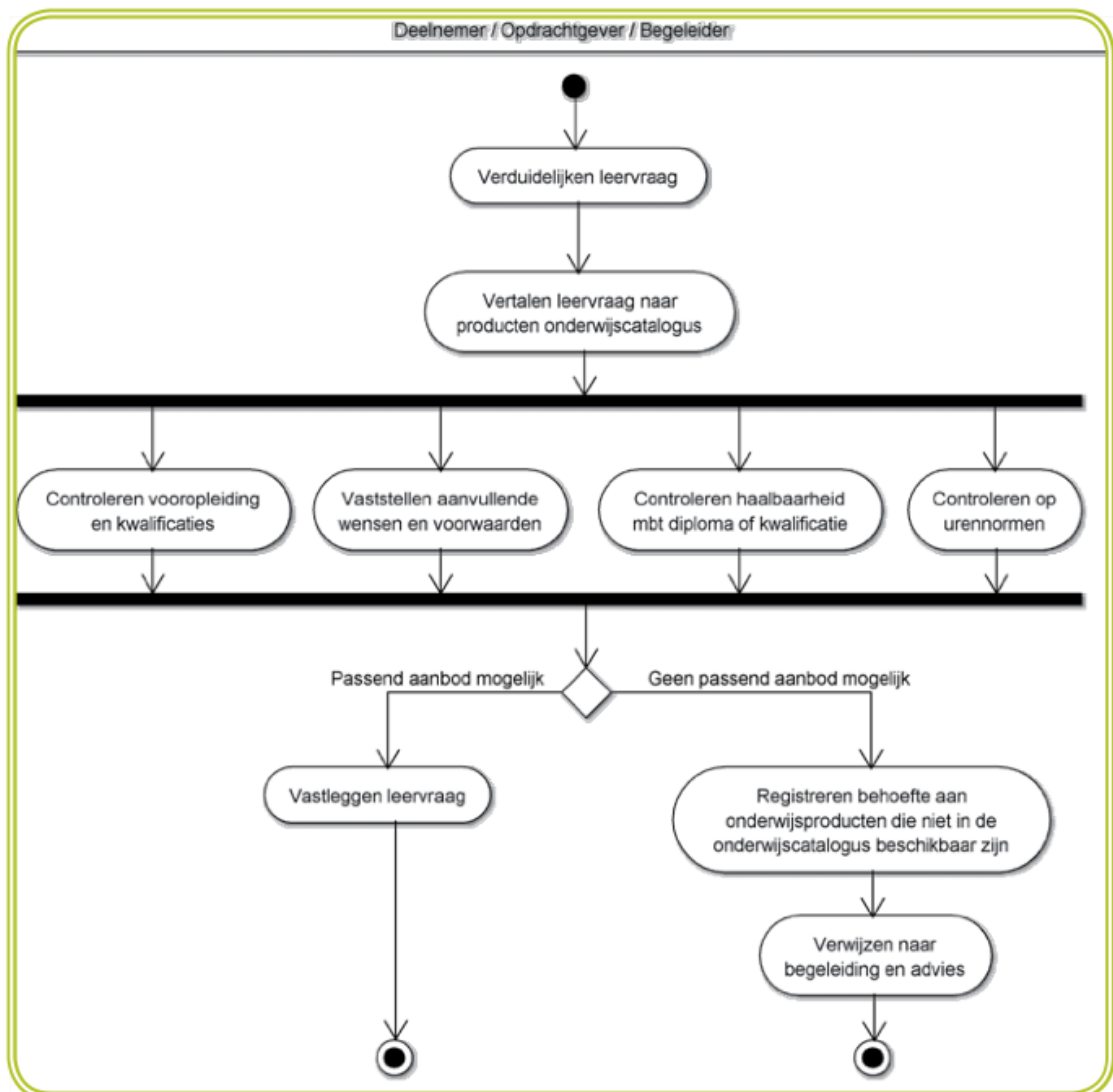 Deelnemer / Opdrachtgever / Begeleider
Verduidelijken leervraag
Vertalen leervraag naar
producten onderwijscatalogus
Controleren vooropleiding
en kwalificaties
Vaststellen aanvullende
wensen en voorwaarden
Controleren haalbaarheid
mbt diploma of kwalificatie
Controleren op
urennormen
Passend aanbod mogelijk
Geen passend aanbod mogelijk
Vastleggen leervraag
Registreren behoefte aan
onderwijsproducten die niet in de
onderwijscatalogus beschikbaar zijn
Verwijzen naar
begeleiding en advies